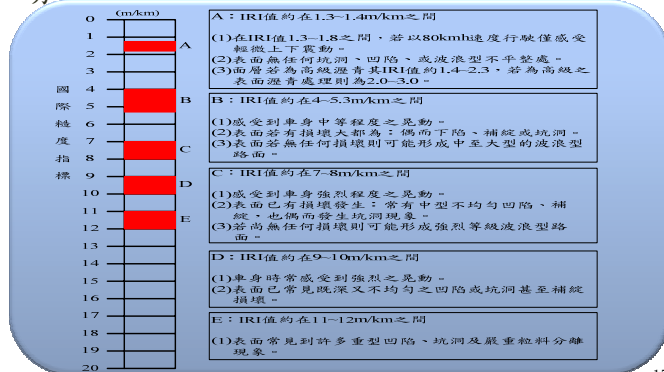 (m/km)
國際糙度指標
0
1
2
3
4
5
6
7
8
9
10
11
12
13
14
15
16
17
18
19
20
A
B
C
D
E
A：IRI值約在1.3~1.4m/km之間
(1)在IRI值1.3~1.8之間，若以80kmh速度行駛僅感受
輕微上下震動。
(2)表面無任何坑洞、凹陷、或波浪型不平整處。
(3)面層若為高級瀝青其IRI值約1.4~2.3，若為高級之
表面瀝青處理則為2.0~3.0。
B：IRI值約在4~5.3m/km之間
(1)感受到車身中等程度之晃動。
(2)表面若有損壞大都為：偶而下陷、補綻或坑洞。
(3)表面若無任何損壞則可能形成中至大型的波浪型
路面。
C：IRI值約在7~8m/km之間
(1)感受到車身強烈程度之晃動。
(2)表面已有損壞發生：常有中型不均勻凹陷、補
綻，也偶而發生坑洞現象。
(3)若尚無任何損壞則可能形成強烈等級波浪型路
面。
D：IRI值約在9~10m/km之間
(1)車身時常感受到強烈之晃動。
(2)表面已常見既深又不均勻之凹陷或坑洞甚至補綻
損壞。
E：IRI值約在11~12m/km之間
(1)表面常見到許多重型凹陷、坑洞及嚴重粒料分離
現象。